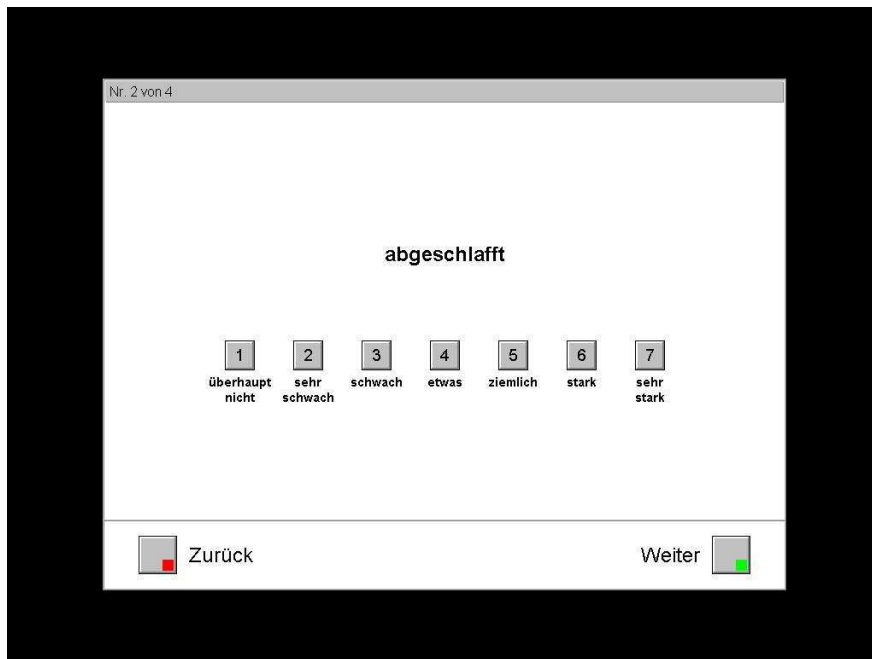 Nr. 2 von 4
abgeschlafft
1 2 3 4 5 6 7
überhaupt sehr schwach etwas ziemlich stark sehr
nicht schwach stark
Zurück Weiter